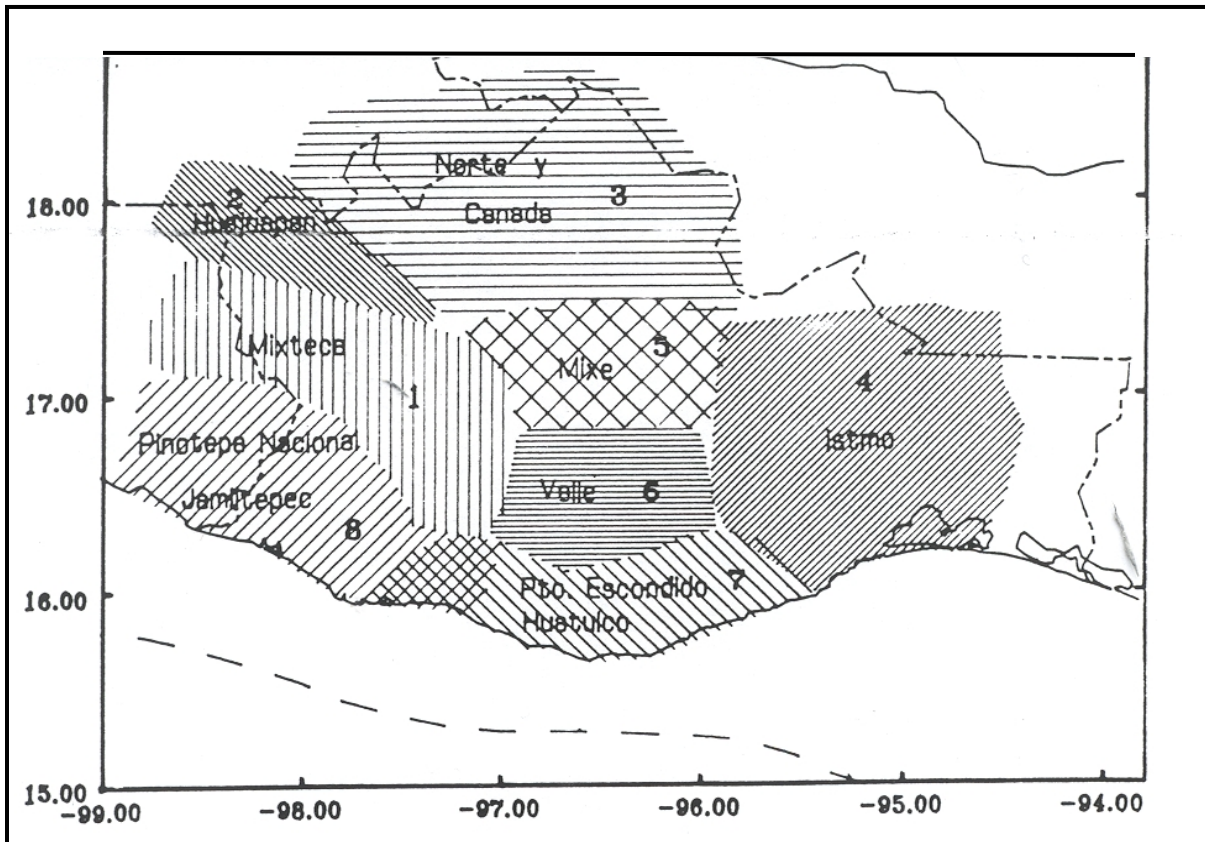 18.00
17.00
16.00
15.00
Norte y
Canada
3
2
Huajuapan
Mixteca
1
Mixe
5
4
Istmo
Pinotepa Nacional
Jamiltepec
8
Valle 6
Pto. Escondido
Huatulco
7
-99.00 -98.00 -97.00 -96.00 -95.00 -94.00